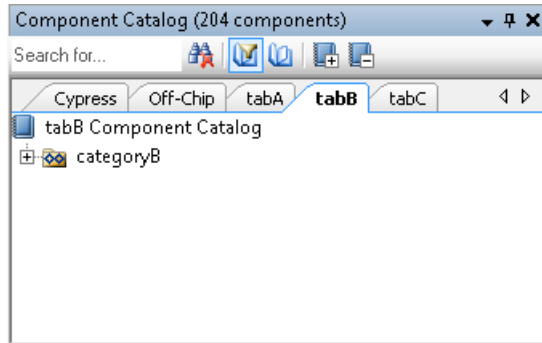 Component Catalog (204 components)
Search for...
Cypress Off-Chip tabA tabB tabC
tabB Component Catalog
categoryB